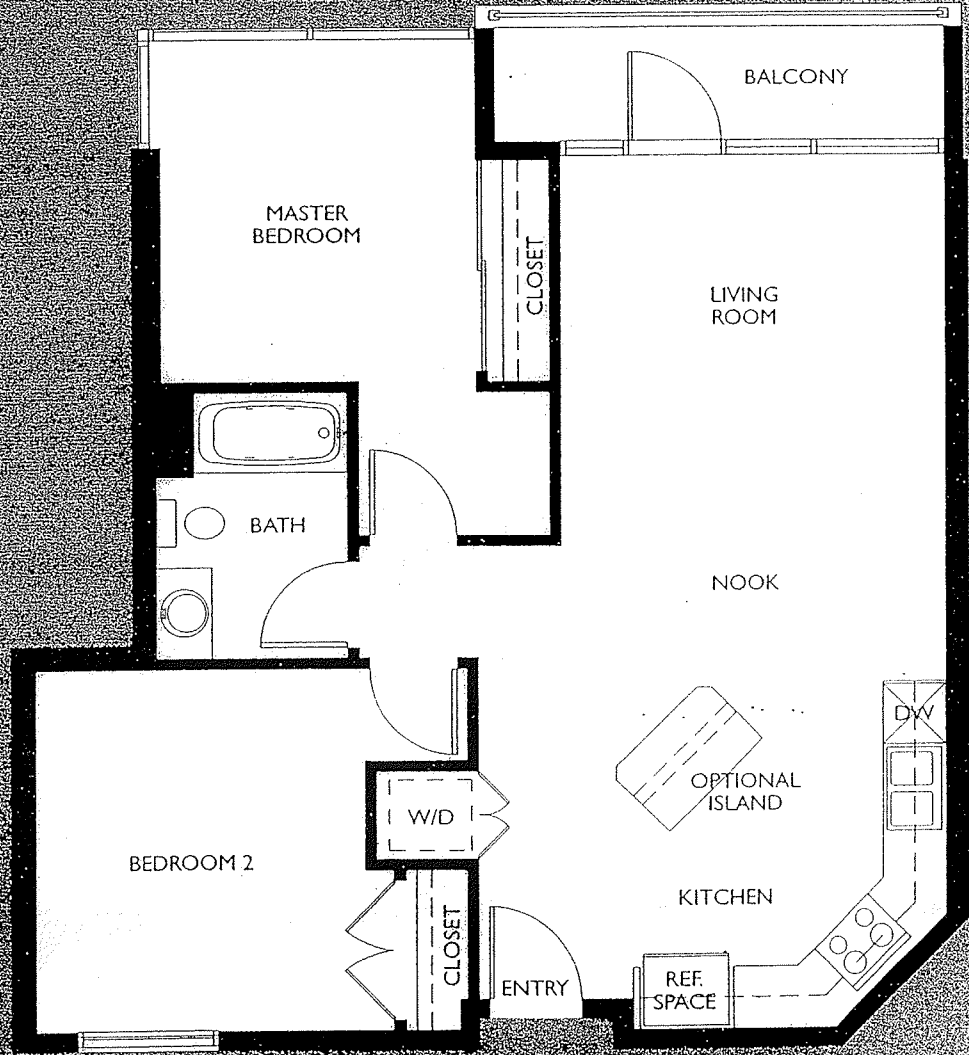 BALCONY
MASTER
BEDROOM
CLOSET
LIVING
ROOM
BATH
NOOK
DW
OPTIONAL
ISLAND
W/D
BEDROOM 2
KITCHEN
CLOSET
ENTRY
REF.
SPACE